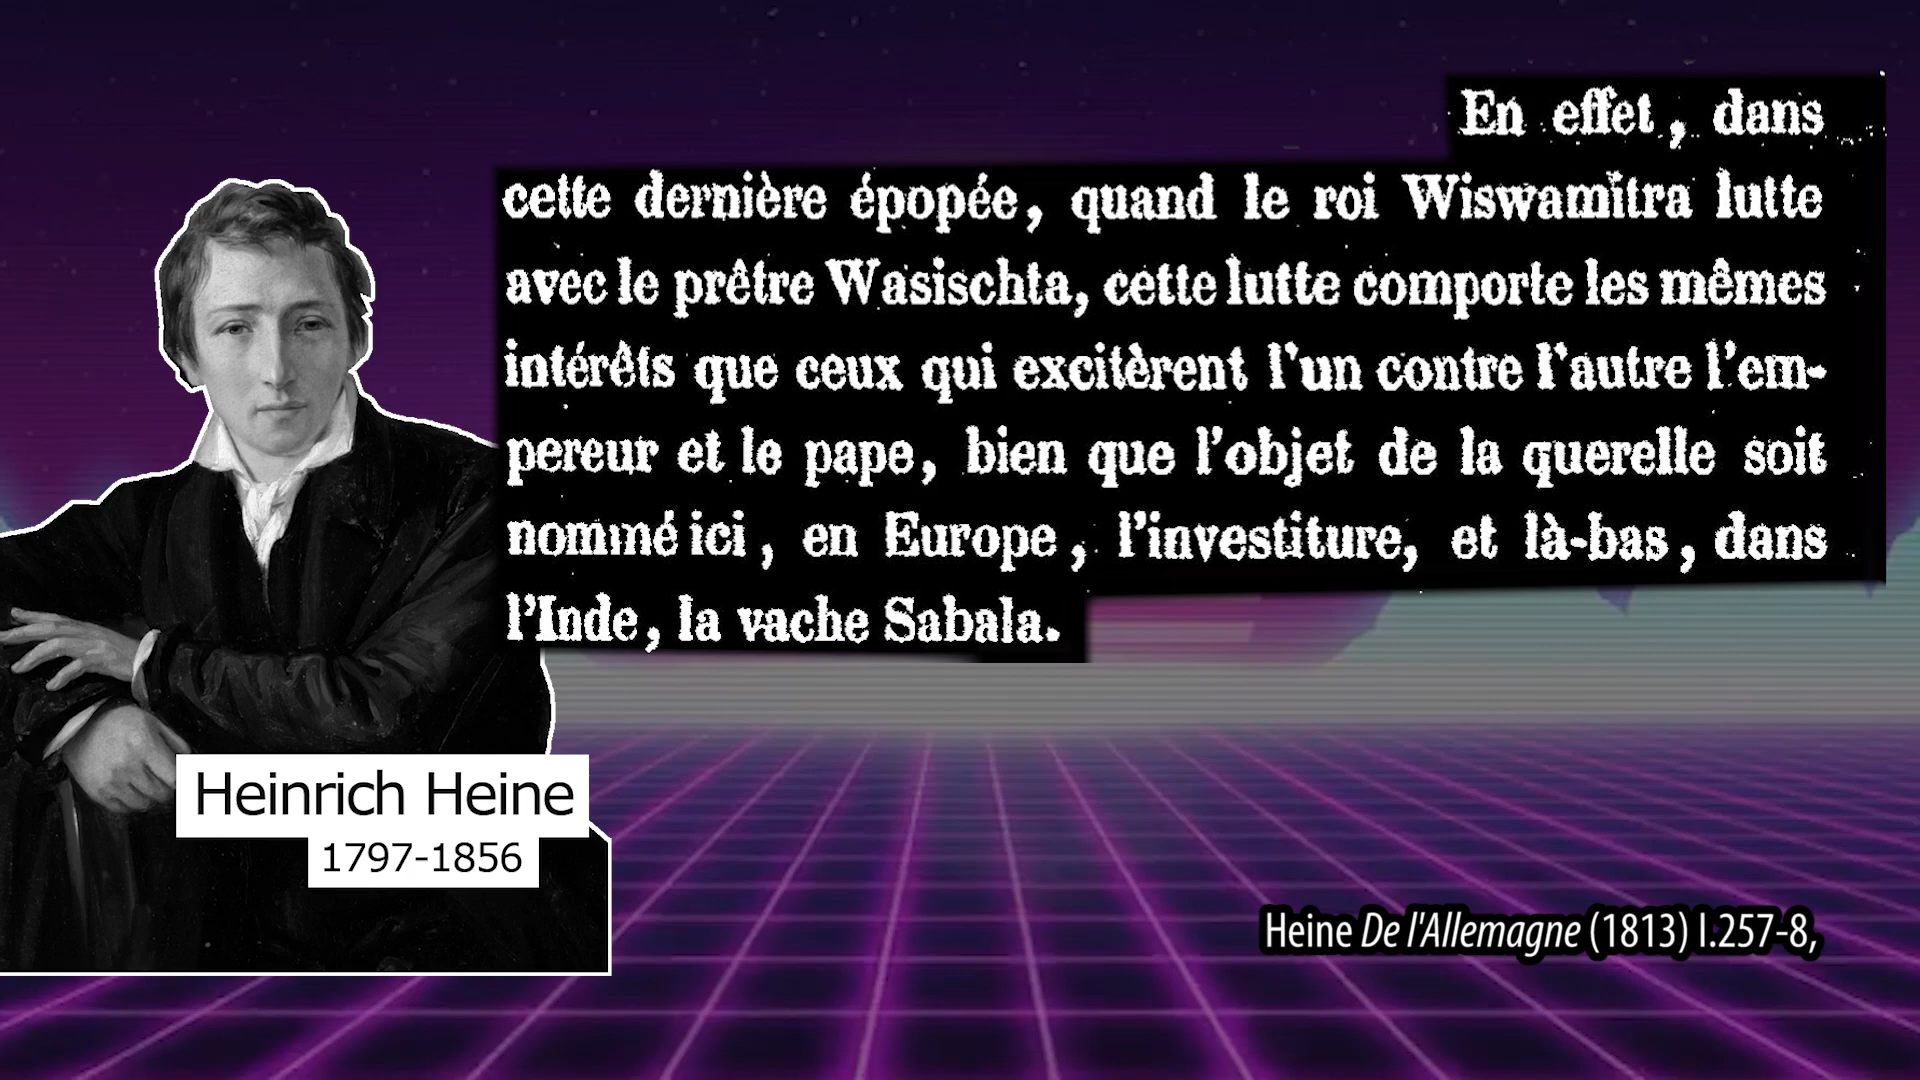 En effet, dans
cette dernière épopée, quand le roi Wiswamitra lutte
avec le prêtre Wasischta, cette lutte comporte les mêmes
intérêts que ceux qui excitèrent l'un contre l'autre l'em-
pereur et le pape, bien que l'objet de la querelle soit
nommé ici, en Europe, l'investiture, et là-bas, dans
l'Inde, la vache Sabala.
Heinrich Heine
1797-1856
Heine De l'Allemagne (1813) I.257-8,